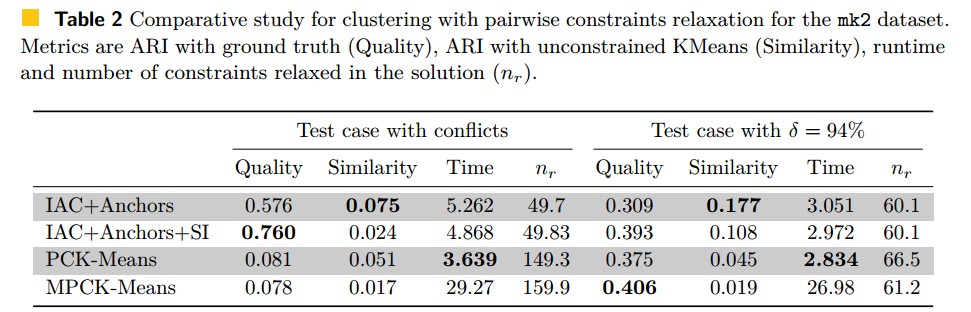 Table 2 Comparative study for clustering with pairwise constraints relaxation for the mk2 dataset.
Metrics are ARI with ground truth (Quality), ARI with unconstrained KMeans (Similarity), runtime
and number of constraints relaxed in the solution (nᵣ).
Test case with conflicts Test case with δ = 94%
Quality Similarity Time nᵣ Quality Similarity Time nᵣ
IAC+Anchors 0.576 0.075 5.262 49.7 0.309 0.177 3.051 60.1
IAC+Anchors+SI 0.760 0.024 4.868 49.83 0.393 0.108 2.972 60.1
PCK-Means 0.081 0.051 3.639 149.3 0.375 0.045 2.834 66.5
MPCK-Means 0.078 0.017 29.27 159.9 0.406 0.019 26.98 61.2